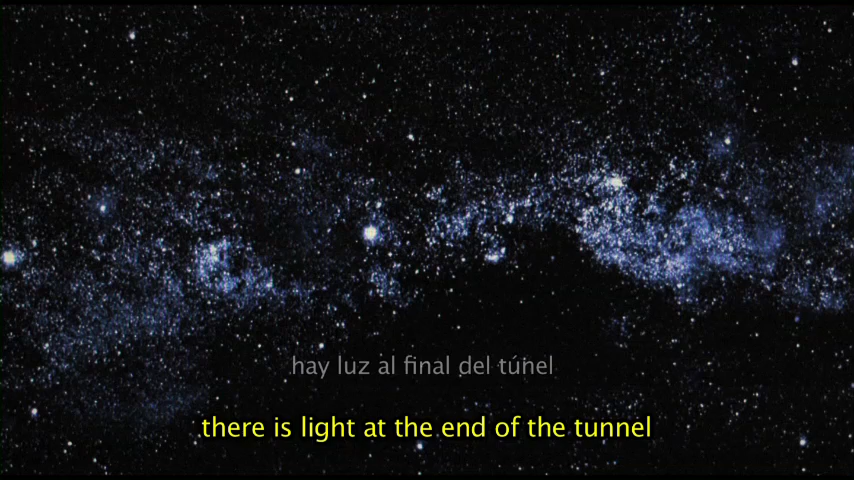 hay luz al final del túnel
there is light at the end of the tunnel